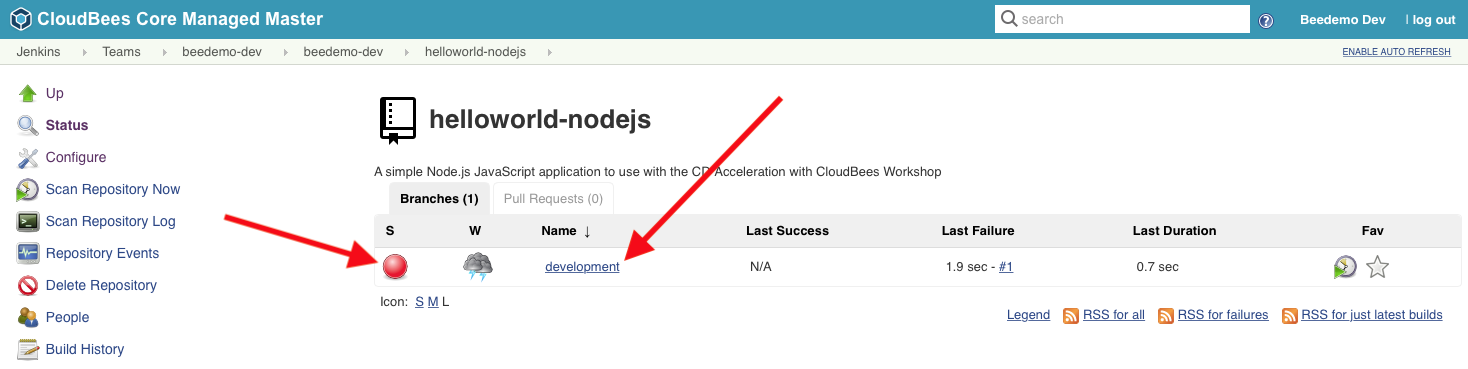 CloudBees Core Managed Master
search
? Beedemo Dev | log out
Jenkins Teams beedemo-dev beedemo-dev helloworld-nodejs
ENABLE AUTO REFRESH
Up
Status
Configure
Scan Repository Now
Scan Repository Log
Repository Events
Delete Repository
People
Build History
helloworld-nodejs
A simple Node.js JavaScript application to use with the CD Acceleration with CloudBees Workshop
Branches (1) Pull Requests (0)
S W Name ↓ Last Success Last Failure Last Duration Fav
development N/A 1.9 sec - #1 0.7 sec
Icon: S M L
Legend RSS for all RSS for failures RSS for just latest builds